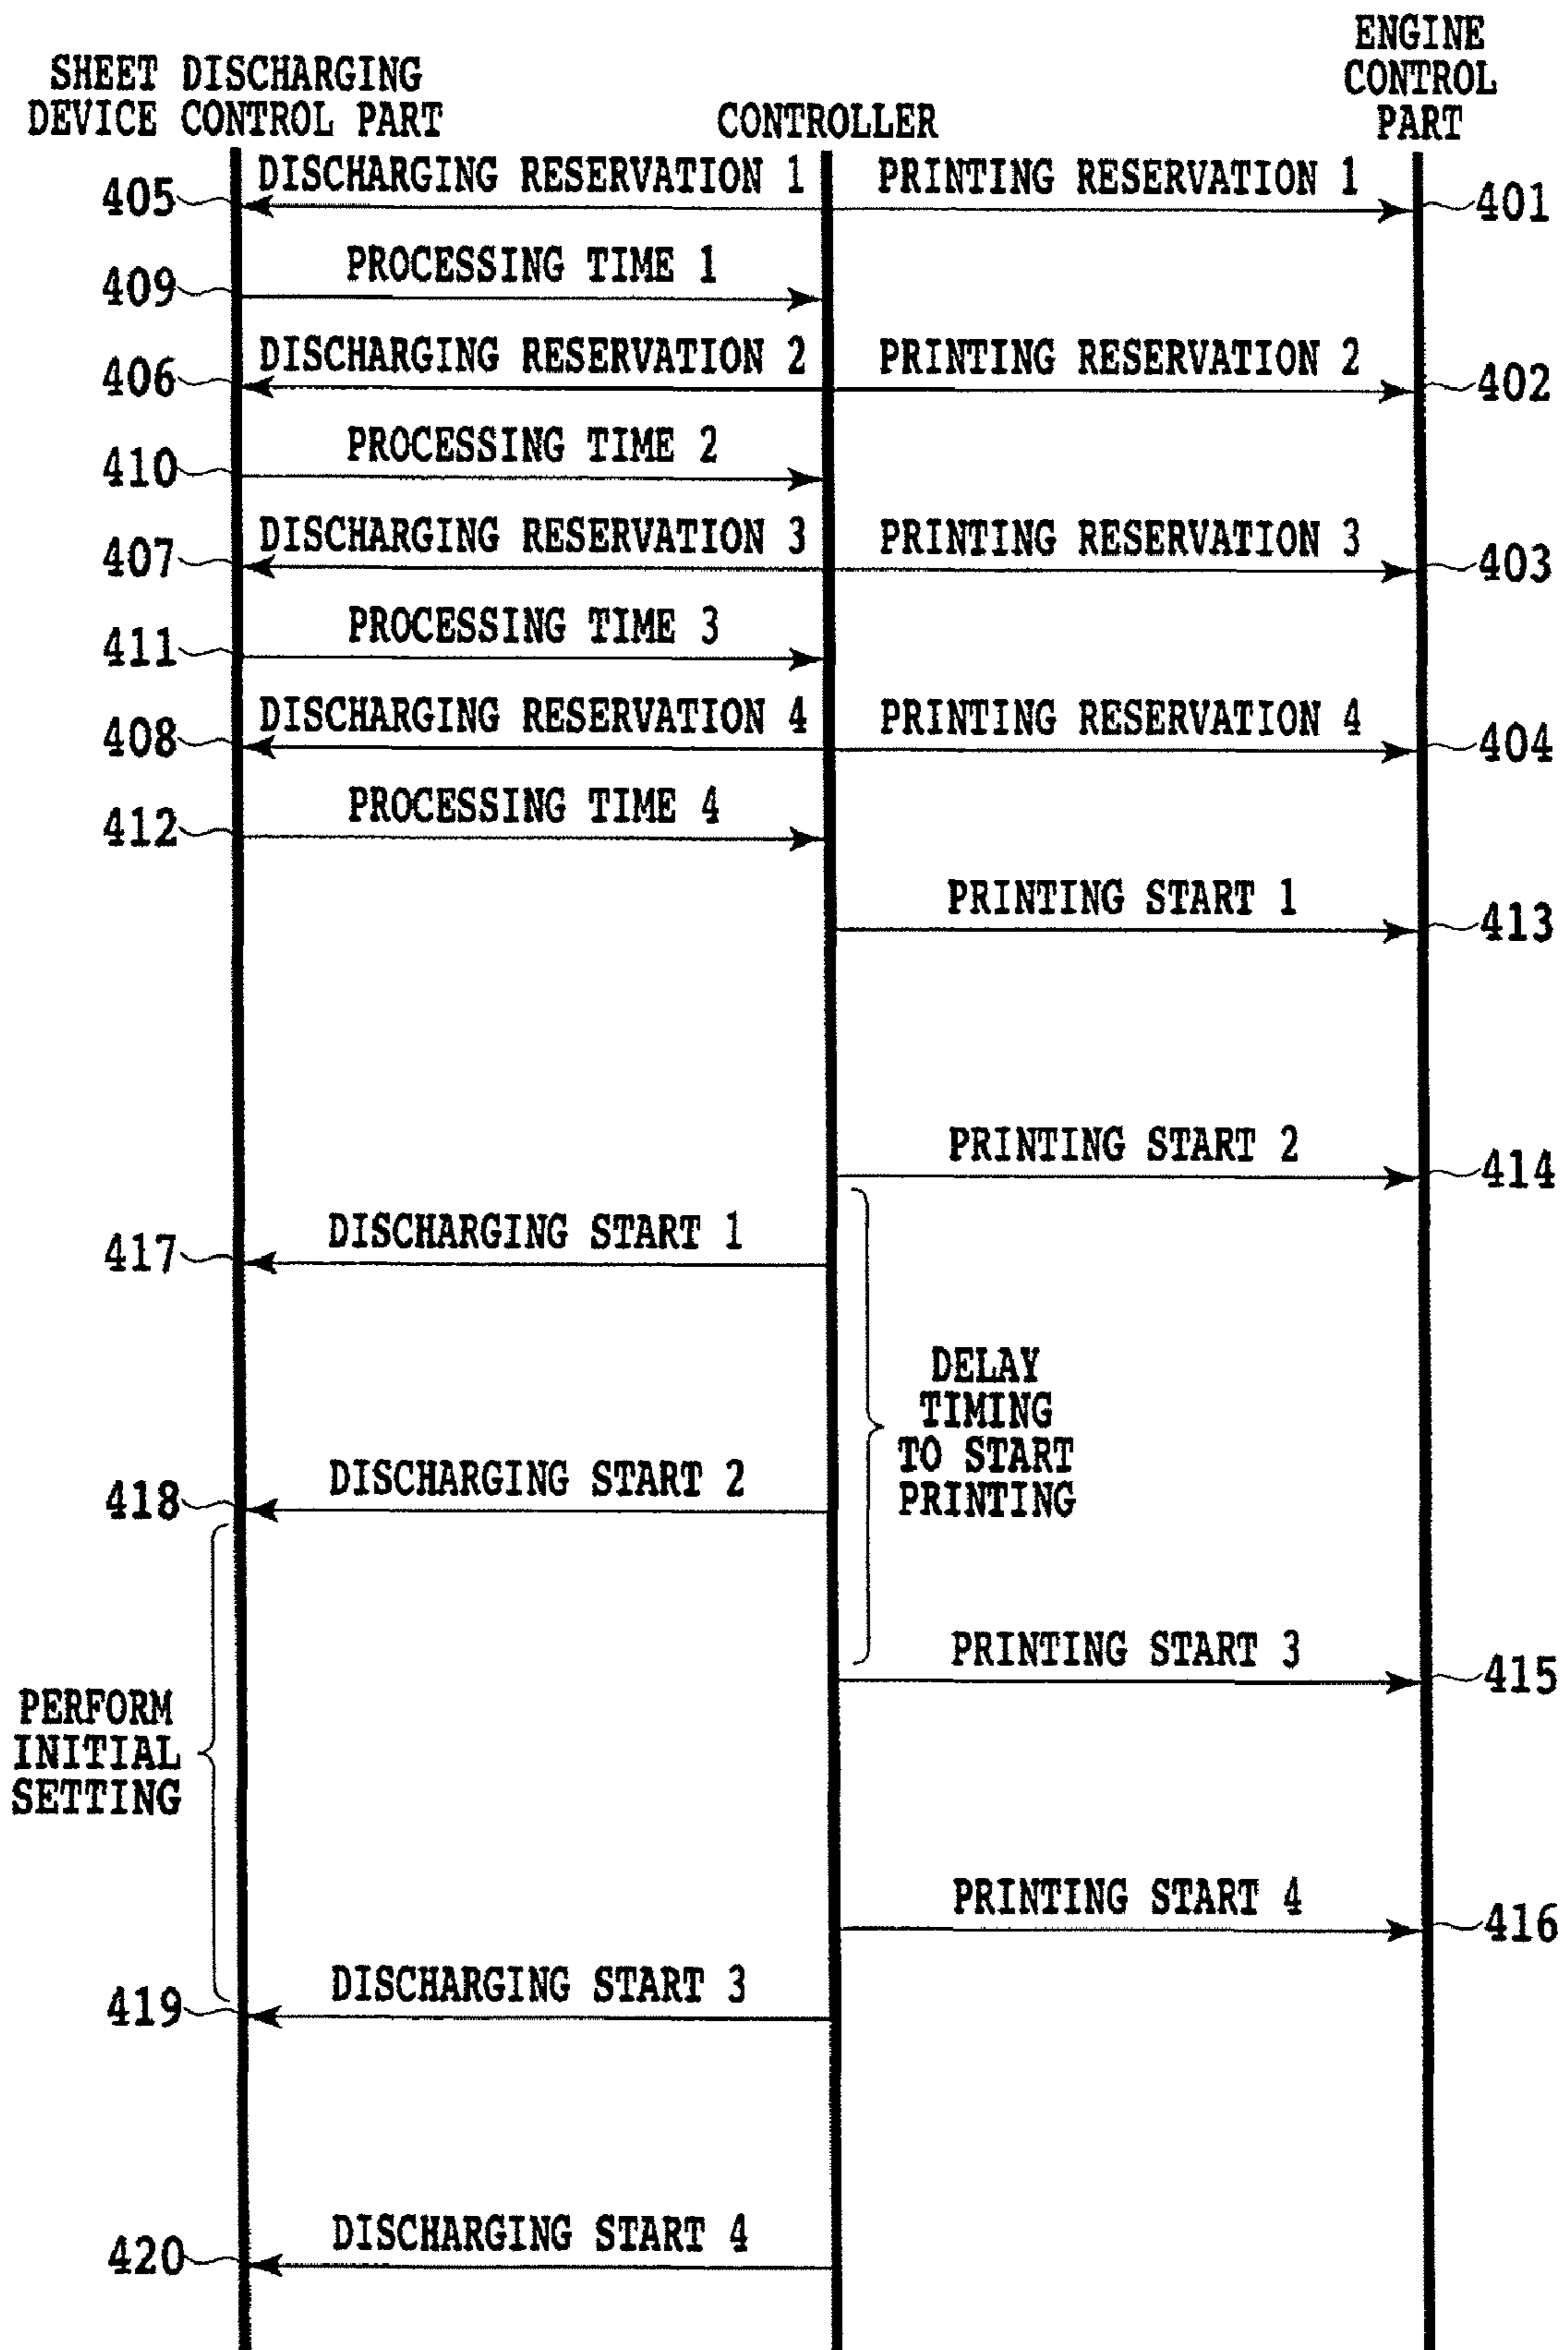 SHEET DISCHARGING
DEVICE CONTROL PART
CONTROLLER
ENGINE
CONTROL
PART
405
DISCHARGING RESERVATION 1
PRINTING RESERVATION 1
401
409
PROCESSING TIME 1
406
DISCHARGING RESERVATION 2
PRINTING RESERVATION 2
402
410
PROCESSING TIME 2
407
DISCHARGING RESERVATION 3
PRINTING RESERVATION 3
403
411
PROCESSING TIME 3
408
DISCHARGING RESERVATION 4
PRINTING RESERVATION 4
404
412
PROCESSING TIME 4
PRINTING START 1
413
PRINTING START 2
414
417
DISCHARGING START 1
DELAY
TIMING
TO START
PRINTING
418
DISCHARGING START 2
PRINTING START 3
415
PERFORM
INITIAL
SETTING
PRINTING START 4
416
419
DISCHARGING START 3
420
DISCHARGING START 4